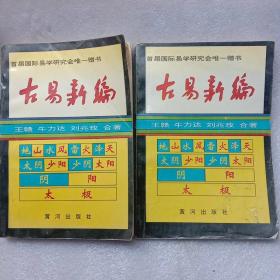 首届国际易学研究会唯一赠书
古易新编
王赣 牛力达 刘兆玫 合著
地山水风雷火泽天
太阴少阳少阴太阳
阴 阳
太极
黄河出版社
首届国际易学研究会唯一赠书
古易新编
王赣 牛力达 刘兆玫 合著
地山水风雷火泽天
太阴少阳少阴太阳
阴 阳
太极
黄河出版社